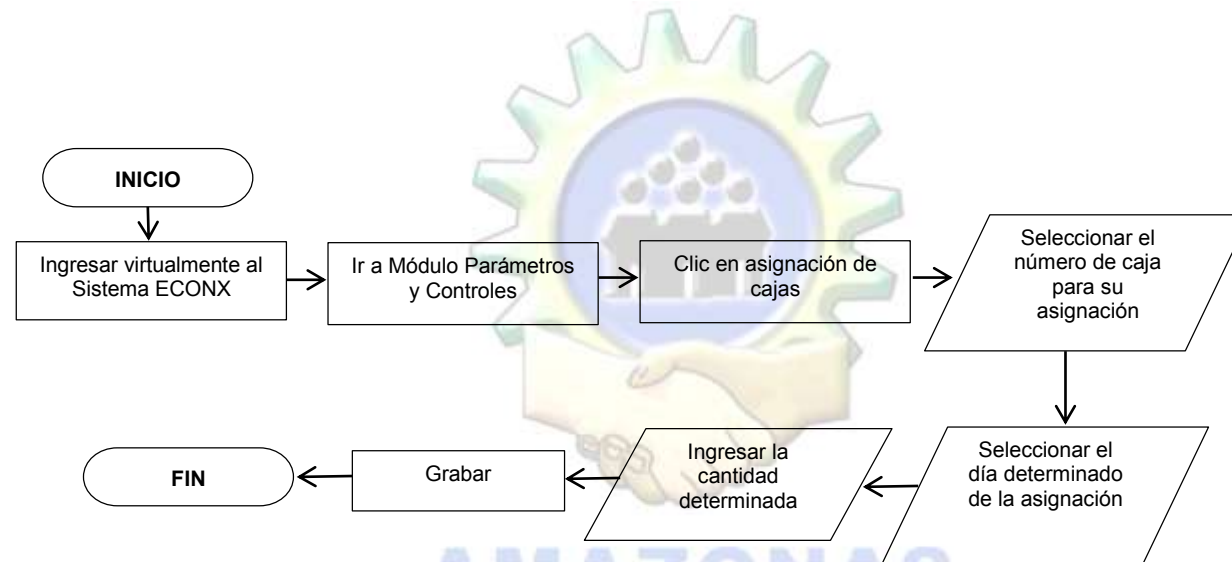 INICIO
Ingresar virtualmente al
Sistema ECONX
Ir a Módulo Parámetros
y Controles
Clic en asignación de
cajas
Seleccionar el
número de caja
para su
asignación
Seleccionar el
día determinado
de la asignación
Ingresar la
cantidad
determinada
Grabar
FIN
AMAZONAS